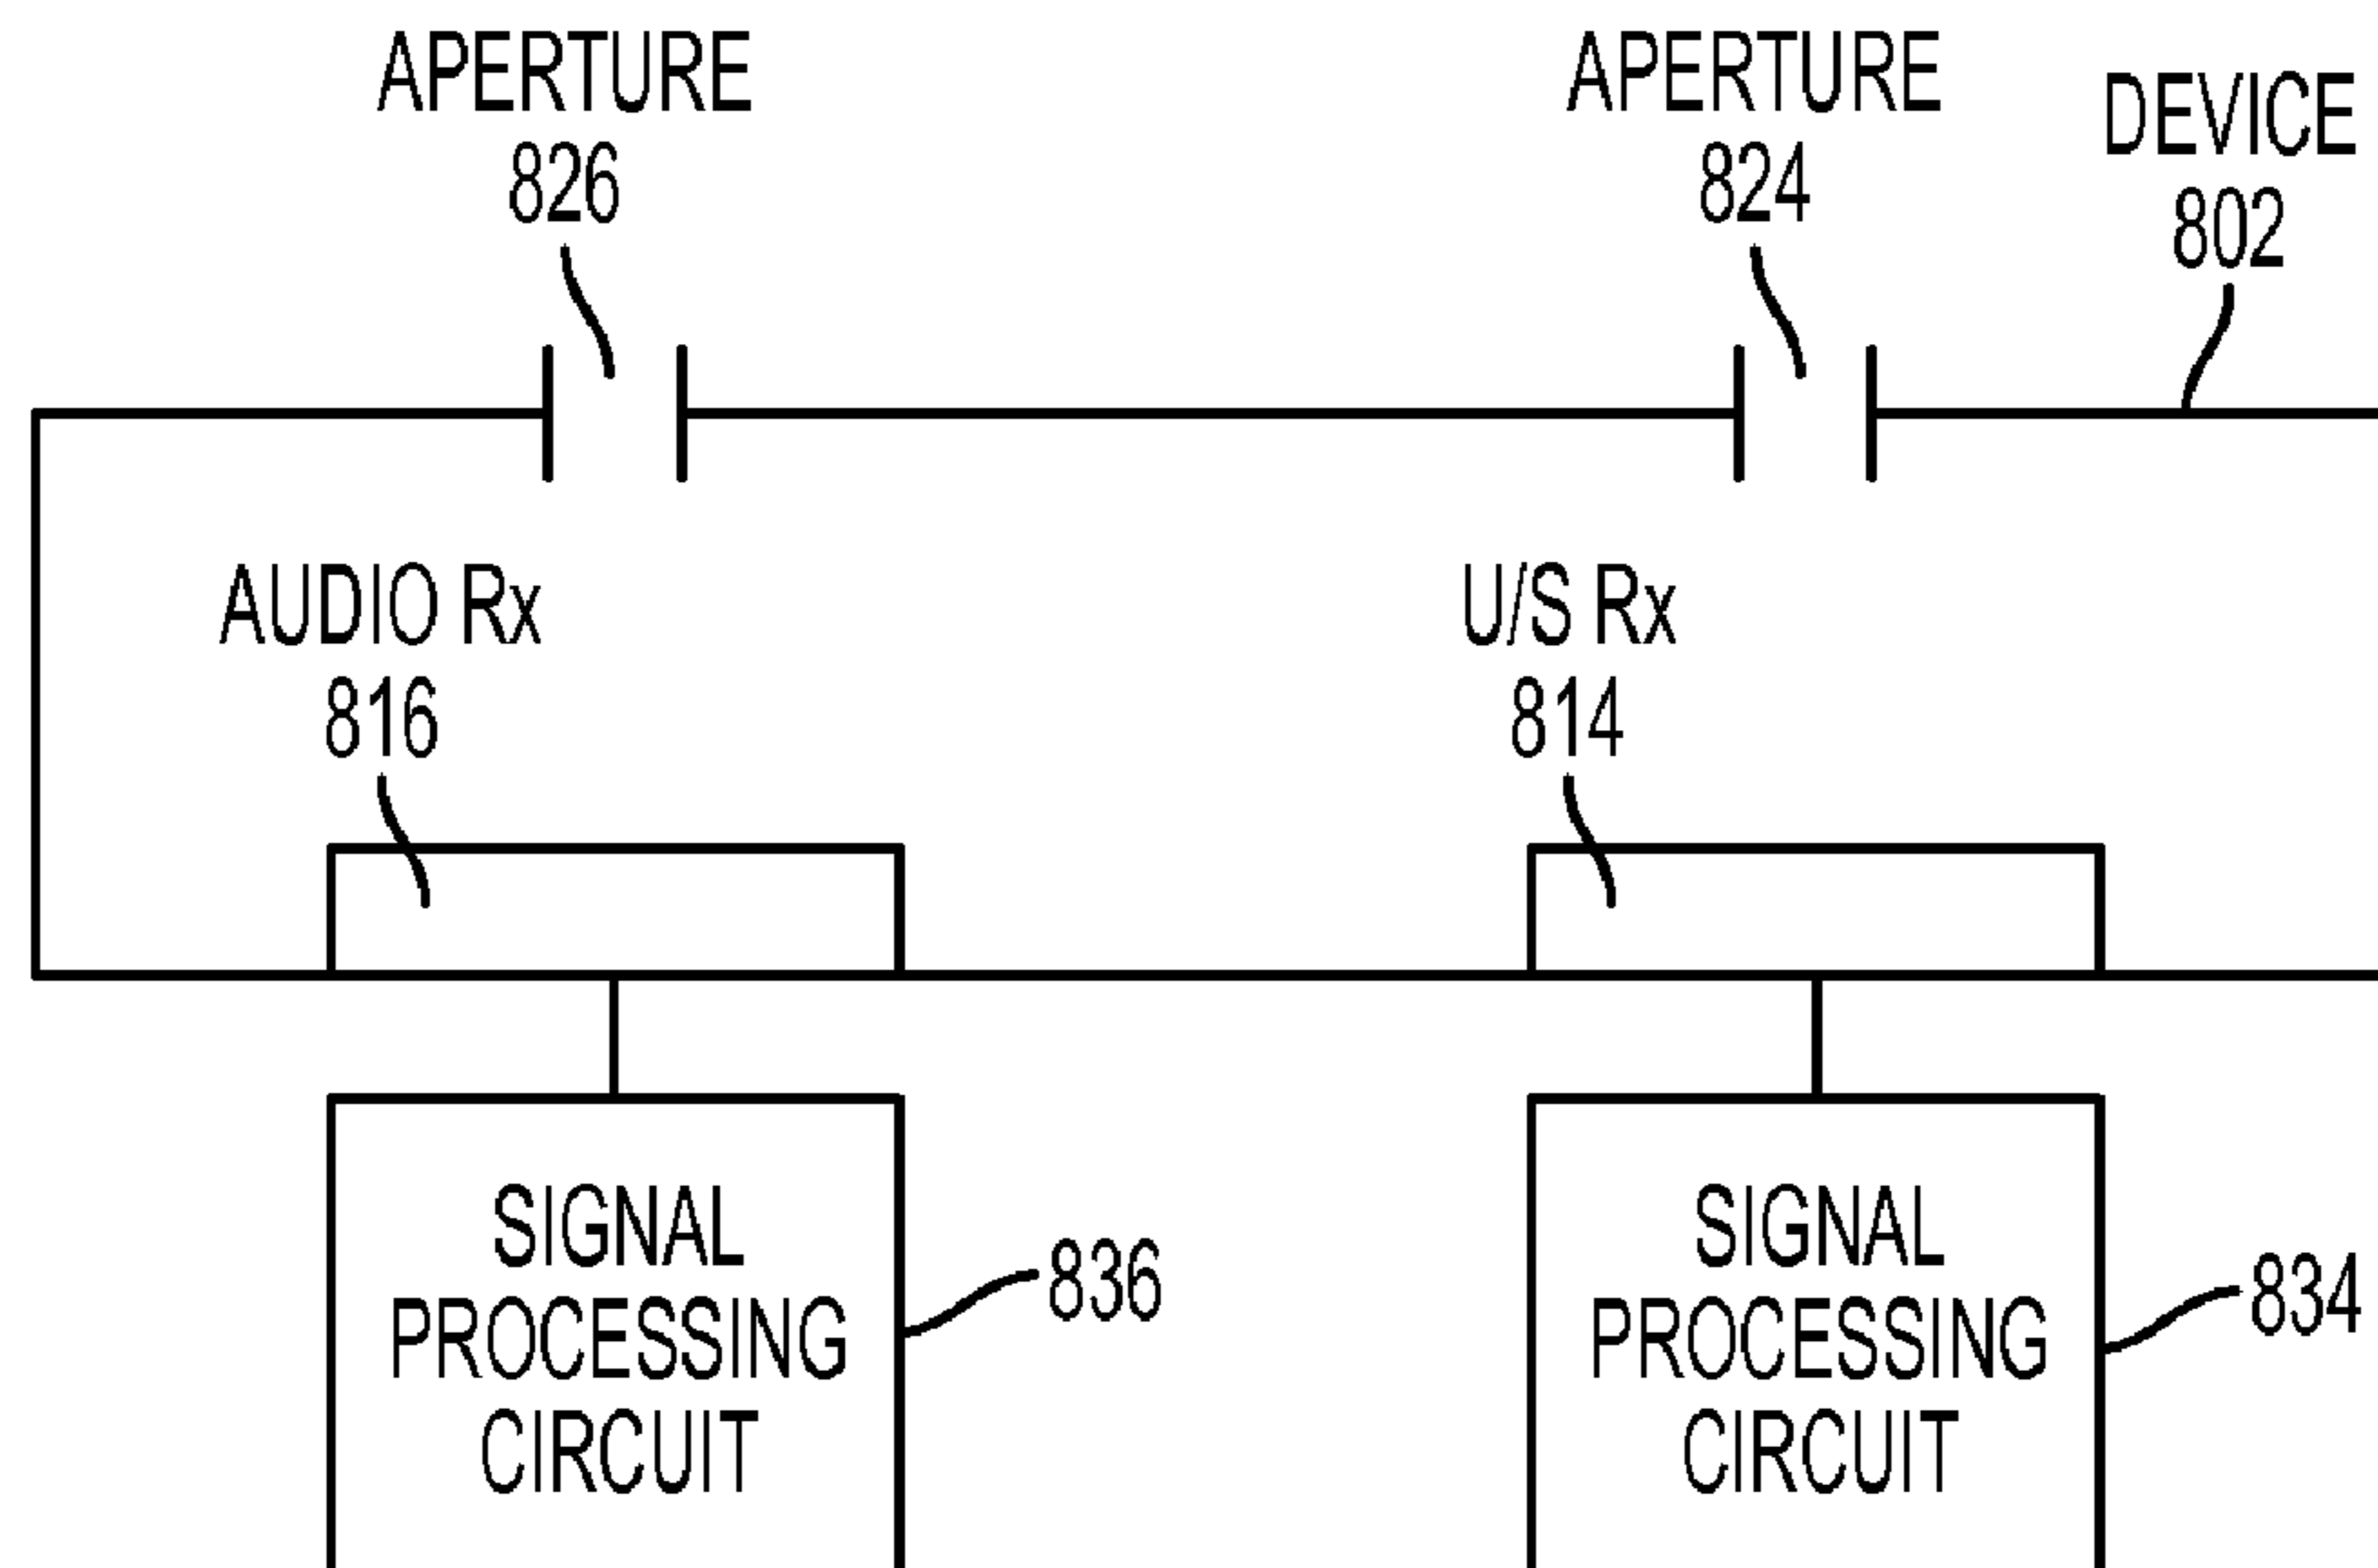 APERTURE
826
APERTURE
824
DEVICE
802
AUDIO Rx
816
U/S Rx
814
SIGNAL
PROCESSING
CIRCUIT
836
SIGNAL
PROCESSING
CIRCUIT
834